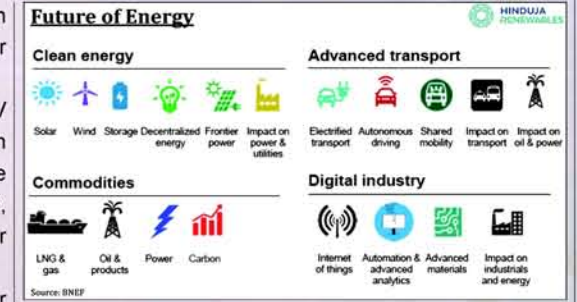 Future of Energy
HINDUJA
RENEWABLES
Clean energy
Solar
Wind
Storage
Decentralized
energy
Frontier
power
Impact on
power &
utilities
Advanced transport
Electrified
transport
Autonomous
driving
Shared
mobility
Impact on
transport
Impact on
oil & power
Commodities
LNG &
gas
Oil &
products
Power
Carbon
Digital industry
Internet
of things
Automation &
advanced
analytics
Advanced
materials
Impact on
industrials
and energy
Source: BNEF